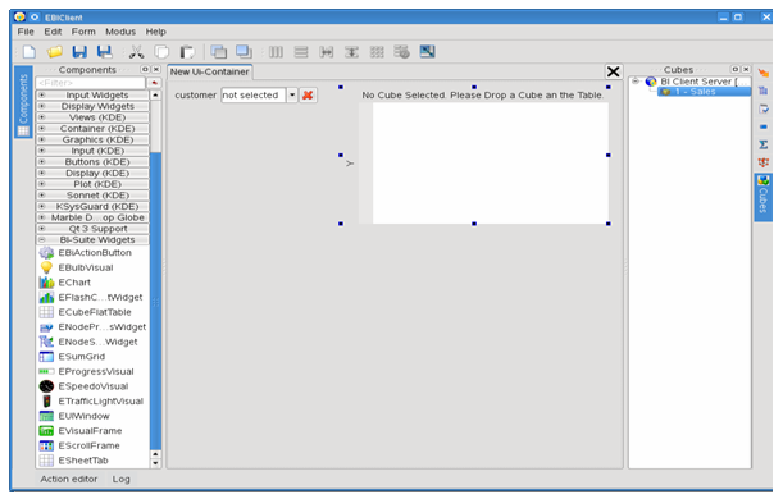 EBIClient
File Edit Form Modus Help
Components
Components
<Filter>
Input Widgets
Display Widgets
Views (KDE)
Container (KDE)
Graphics (KDE)
Input (KDE)
Buttons (KDE)
Display (KDE)
Plot (KDE)
Sonnet (KDE)
KSysGuard (KDE)
Marble D...op Globe
Qt 3 Support
BI-Suite Widgets
EBIActionButton
EBulbVisual
EChart
EFlashC...tWidget
ECubeFlatTable
ENodePr...sWidget
ENodeS...Widget
ESumGrid
EProgressVisual
ESpeedoVisual
ETrafficLightVisual
EUIWindow
EVisualFrame
EScrollFrame
ESheetTab
New Ui-Container
customer not selected
No Cube Selected. Please Drop a Cube an the Table.
Cubes
BI Client Server [
1 - Sales
Cubes
Action editor Log